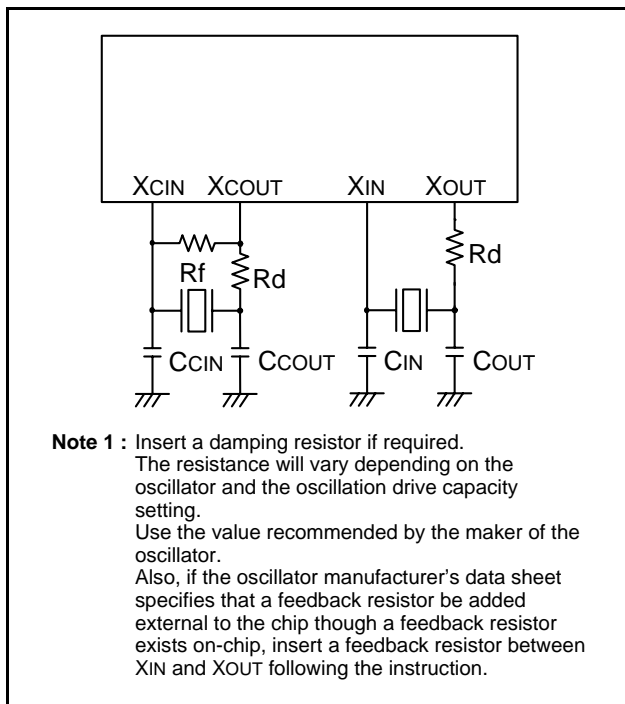 XCIN XCOUT XIN XOUT
Rf Rd Rd
CCIN CCOUT CIN COUT
Note 1 : Insert a damping resistor if required.
The resistance will vary depending on the
oscillator and the oscillation drive capacity
setting.
Use the value recommended by the maker of the
oscillator.
Also, if the oscillator manufacturer's data sheet
specifies that a feedback resistor be added
external to the chip though a feedback resistor
exists on-chip, insert a feedback resistor between
XIN and XOUT following the instruction.